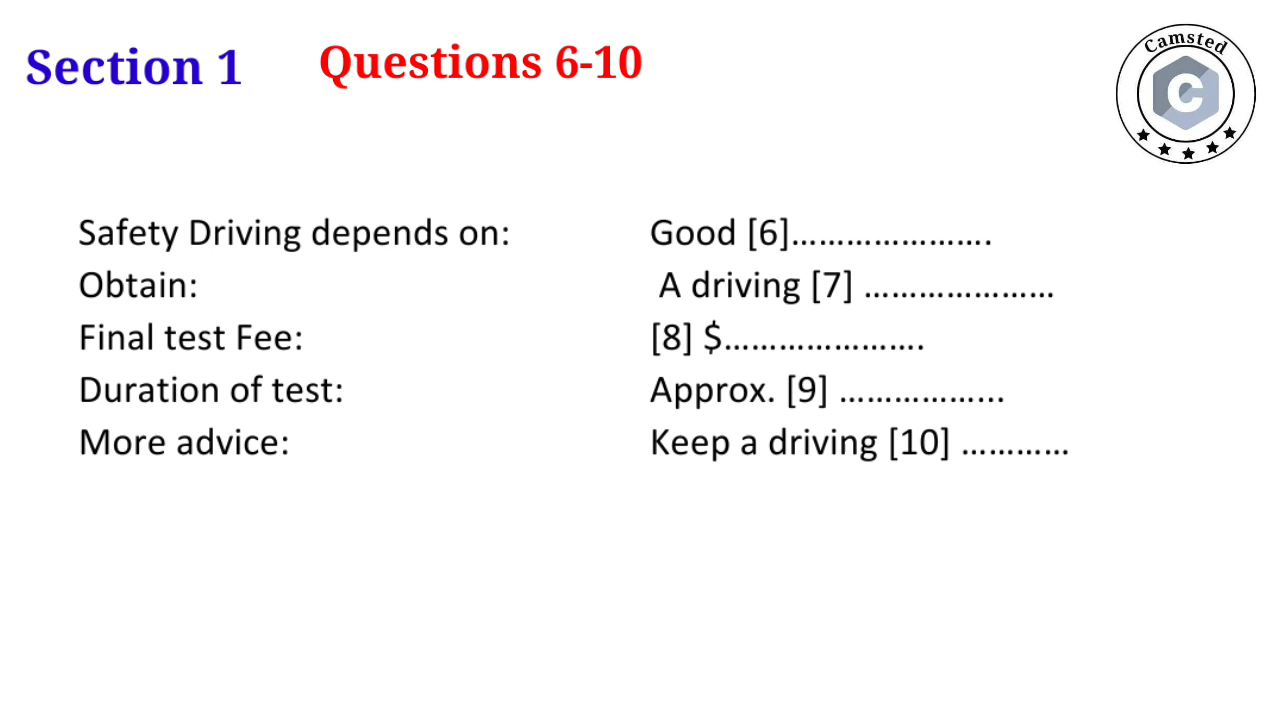 Section 1 Questions 6-10
Camsted
C
Safety Driving depends on: Good [6]………………….
Obtain: A driving [7] …………………
Final test Fee: [8] $………………….
Duration of test: Approx. [9] ……………...
More advice: Keep a driving [10] …………